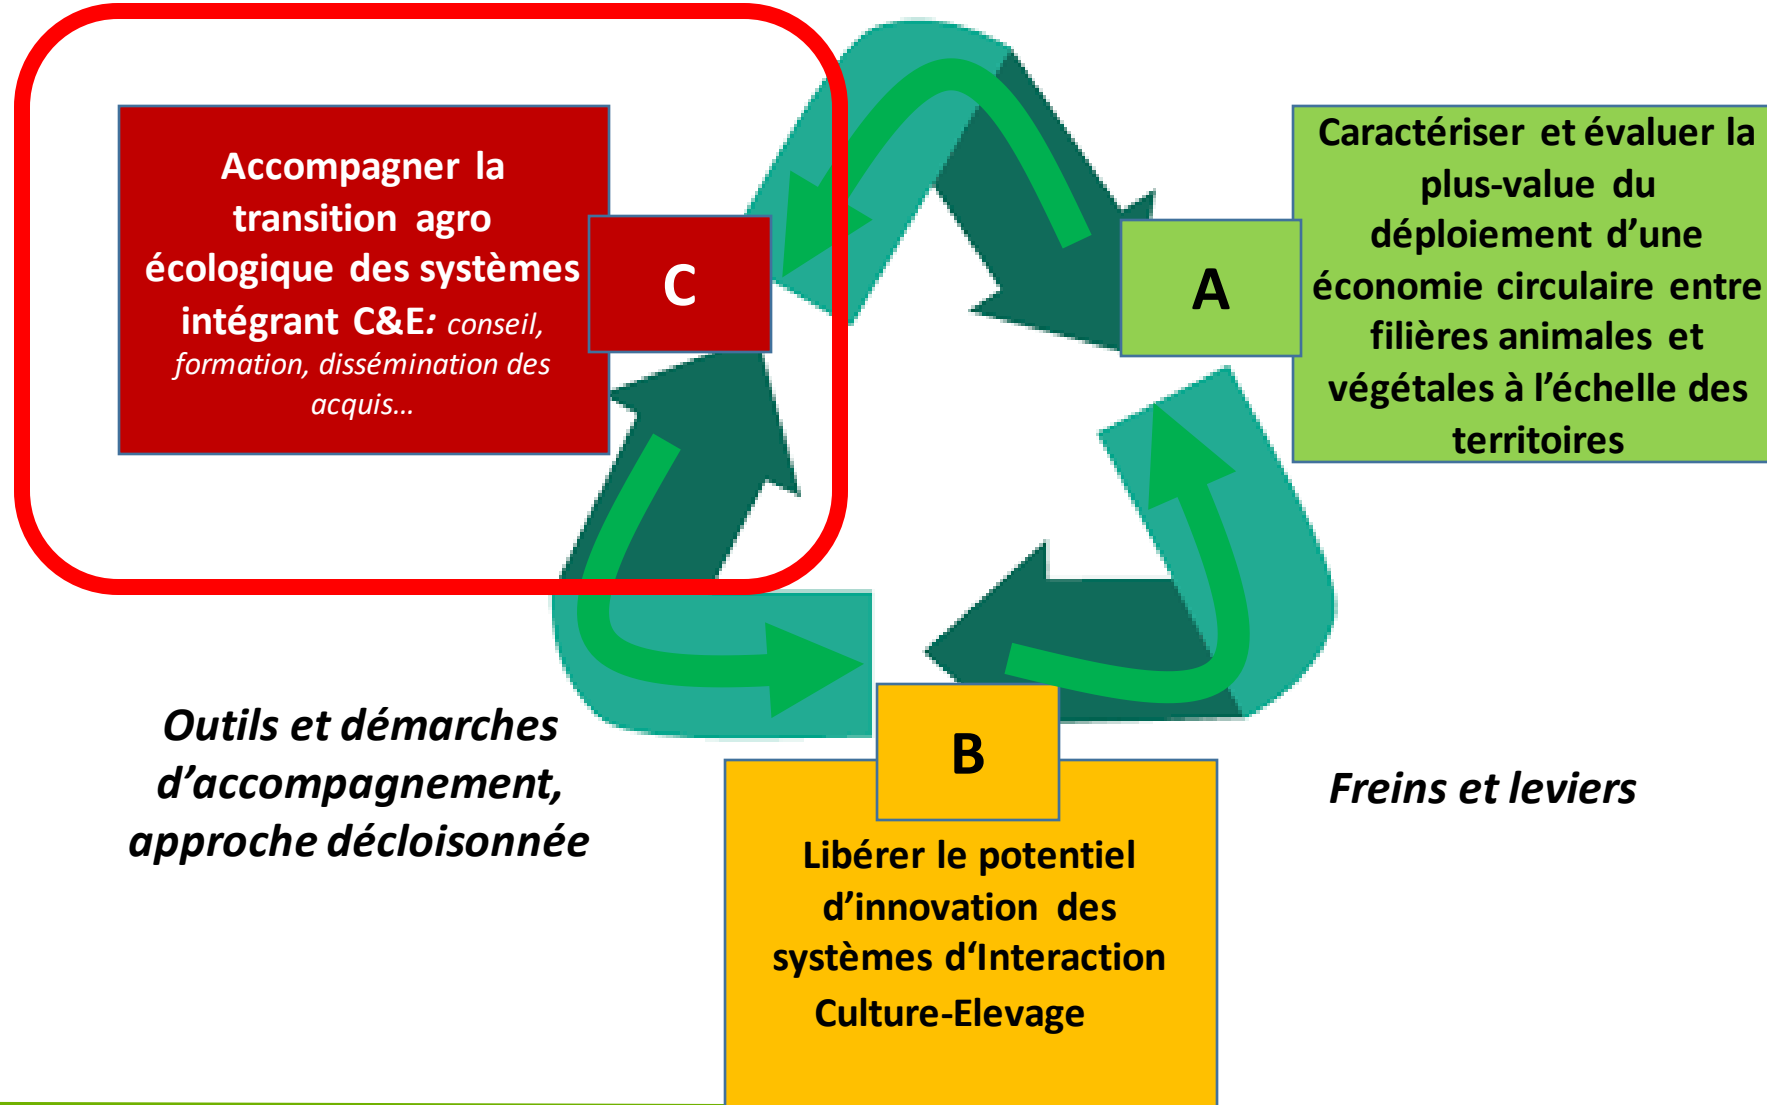 Accompagner la
transition agro
écologique des systèmes
intégrant C&E: conseil,
formation, dissémination des
acquis…
C
A
Caractériser et évaluer la
plus-value du
déploiement d’une
économie circulaire entre
filières animales et
végétales à l’échelle des
territoires
Outils et démarches
d’accompagnement,
approche décloisonnée
B
Libérer le potentiel
d’innovation des
systèmes d‘Interaction
Culture-Elevage
Freins et leviers